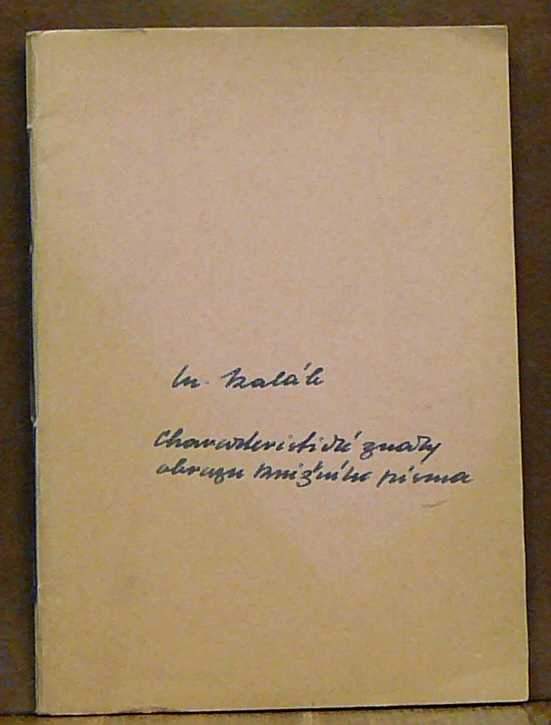 M. Kaláb
Charakteristické znaky
obrazu knižního písma